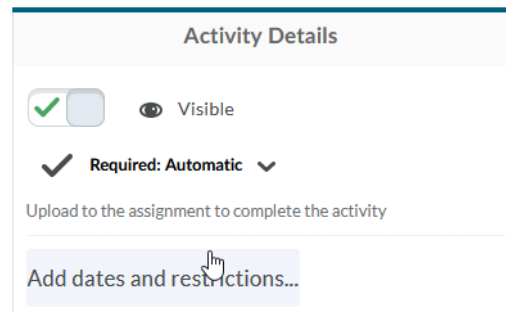 Activity Details
Visible
Required: Automatic
Upload to the assignment to complete the activity
Add dates and restrictions...